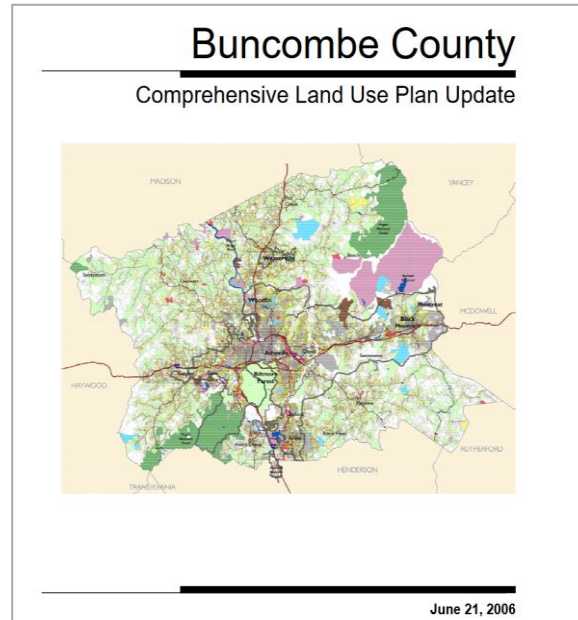 Buncombe County
Comprehensive Land Use Plan Update
MADISON
YANCEY
Weaverville
Woodfin
Montreat
Black
Mountain
MCDOWELL
Asheville
Biltmore
Forest
HAYWOOD
RUTHERFORD
HENDERSON
TRANSYLVANIA
June 21, 2006